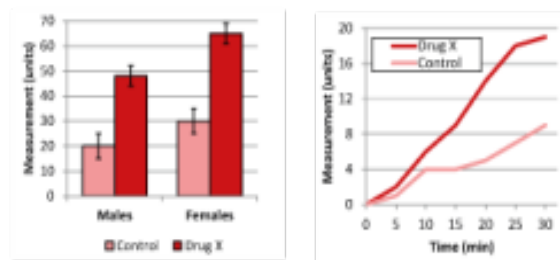 Measurement (units)
70
60
50
40
30
20
10
0
Males Females
Control Drug X
Measurement (units)
20
16
12
8
4
0
Drug X
Control
0 5 10 15 20 25 30
Time (min)